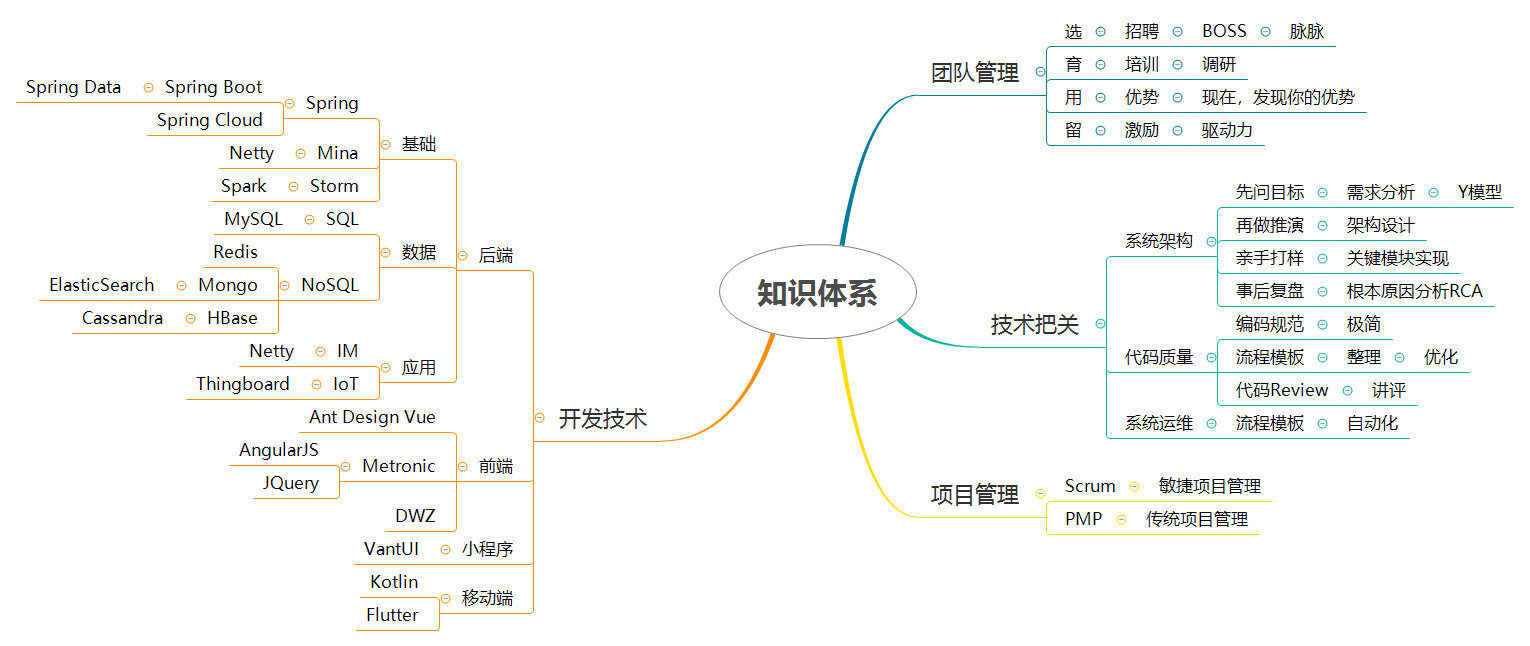 知识体系
团队管理
选 招聘 BOSS 脉脉
育 培训 调研
用 优势 现在，发现你的优势
留 激励 驱动力
技术把关
系统架构
先问目标 需求分析 Y模型
再做推演 架构设计
亲手打样 关键模块实现
事后复盘 根本原因分析RCA
代码质量
编码规范 极简
流程模板 整理 优化
代码Review 讲评
系统运维 流程模板 自动化
项目管理
Scrum 敏捷项目管理
PMP 传统项目管理
开发技术
后端
基础
Spring
Spring Data Spring Boot
Spring Cloud
Netty Mina
Spark Storm
数据
MySQL SQL
NoSQL
Redis
ElasticSearch Mongo
Cassandra HBase
应用
Netty IM
Thingboard IoT
前端
Ant Design Vue
Metronic
AngularJS
JQuery
DWZ
VantUI 小程序
移动端
Kotlin
Flutter